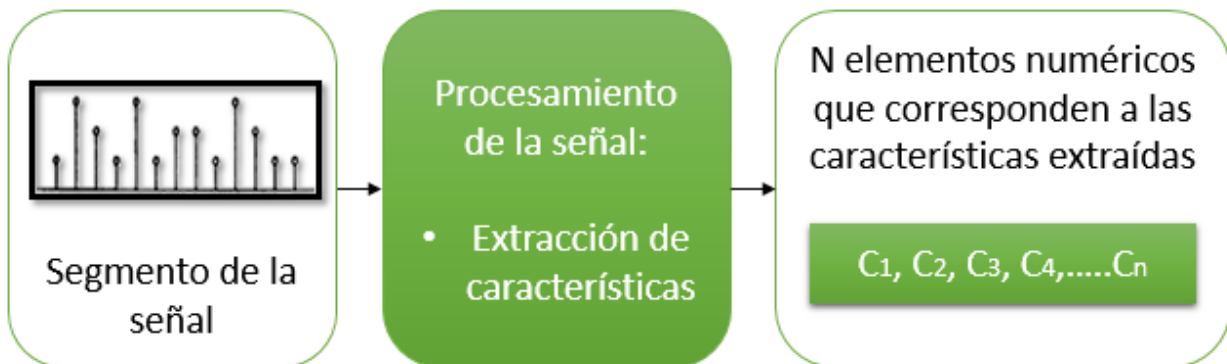 Segmento de la
señal
Procesamiento
de la señal:
• Extracción de
características
N elementos numéricos
que corresponden a las
características extraídas
C1, C2, C3, C4,.....Cn